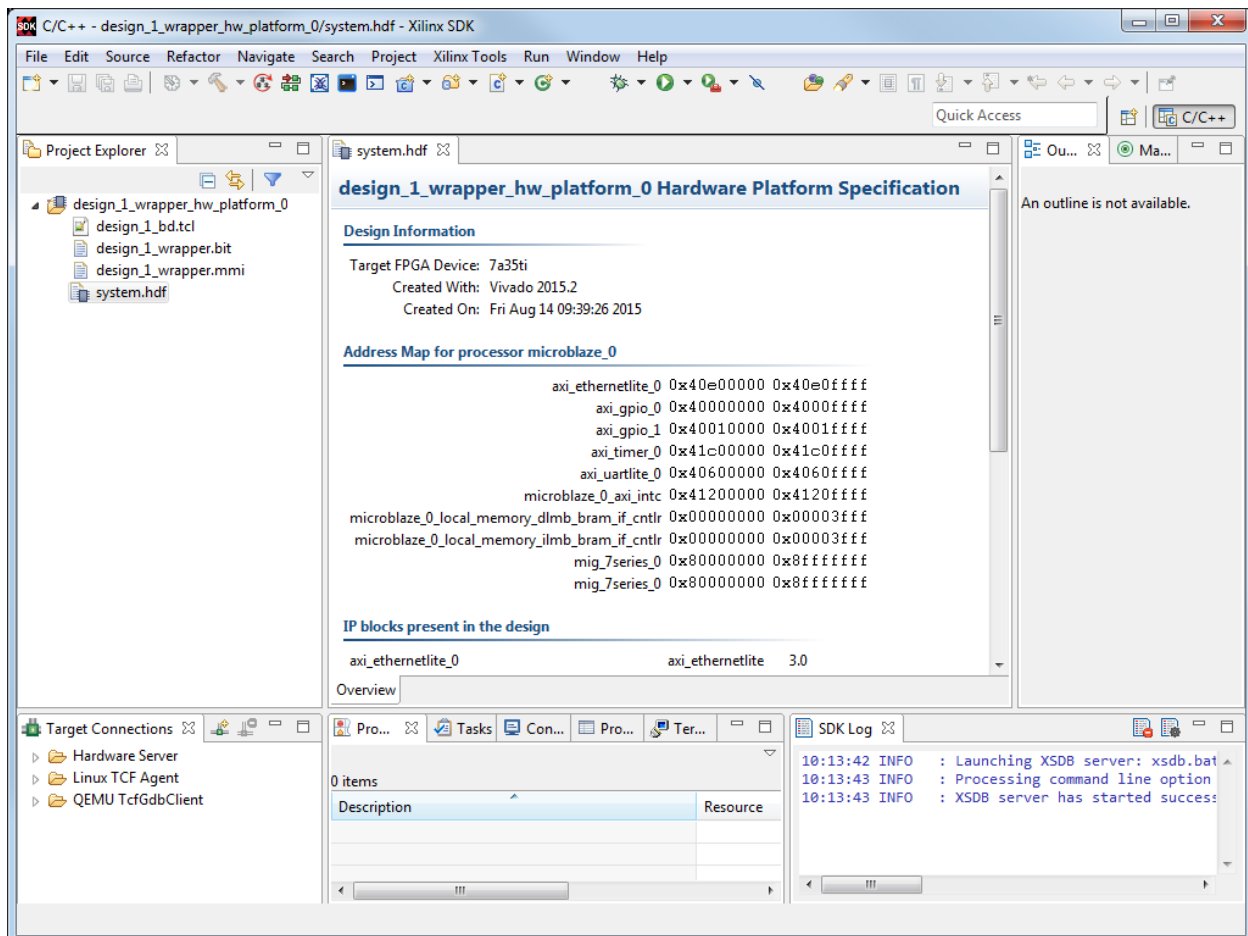 C/C++ - design_1_wrapper_hw_platform_0/system.hdf - Xilinx SDK
File Edit Source Refactor Navigate Search Project Xilinx Tools Run Window Help
Quick Access
C/C++
Project Explorer
design_1_wrapper_hw_platform_0
design_1_bd.tcl
design_1_wrapper.bit
design_1_wrapper.mmi
system.hdf
system.hdf
design_1_wrapper_hw_platform_0 Hardware Platform Specification
Design Information
Target FPGA Device: 7a35ti
Created With: Vivado 2015.2
Created On: Fri Aug 14 09:39:26 2015
Address Map for processor microblaze_0
axi_ethernetlite_0 0x40e00000 0x40e0ffff
axi_gpio_0 0x40000000 0x4000ffff
axi_gpio_1 0x40010000 0x4001ffff
axi_timer_0 0x41c00000 0x41c0ffff
axi_uartlite_0 0x40600000 0x4060ffff
microblaze_0_axi_intc 0x41200000 0x4120ffff
microblaze_0_local_memory_dlmb_bram_if_cntlr 0x00000000 0x00003fff
microblaze_0_local_memory_ilmb_bram_if_cntlr 0x00000000 0x00003fff
mig_7series_0 0x80000000 0x8fffffff
mig_7series_0 0x80000000 0x8fffffff
IP blocks present in the design
axi_ethernetlite_0 axi_ethernetlite 3.0
Overview
Ou... Ma...
An outline is not available.
Target Connections
Hardware Server
Linux TCF Agent
QEMU TcfGdbClient
Pro... Tasks Con... Pro... Ter...
0 items
Description Resource
SDK Log
10:13:42 INFO : Launching XSDB server: xsdb.bat
10:13:43 INFO : Processing command line option
10:13:43 INFO : XSDB server has started success